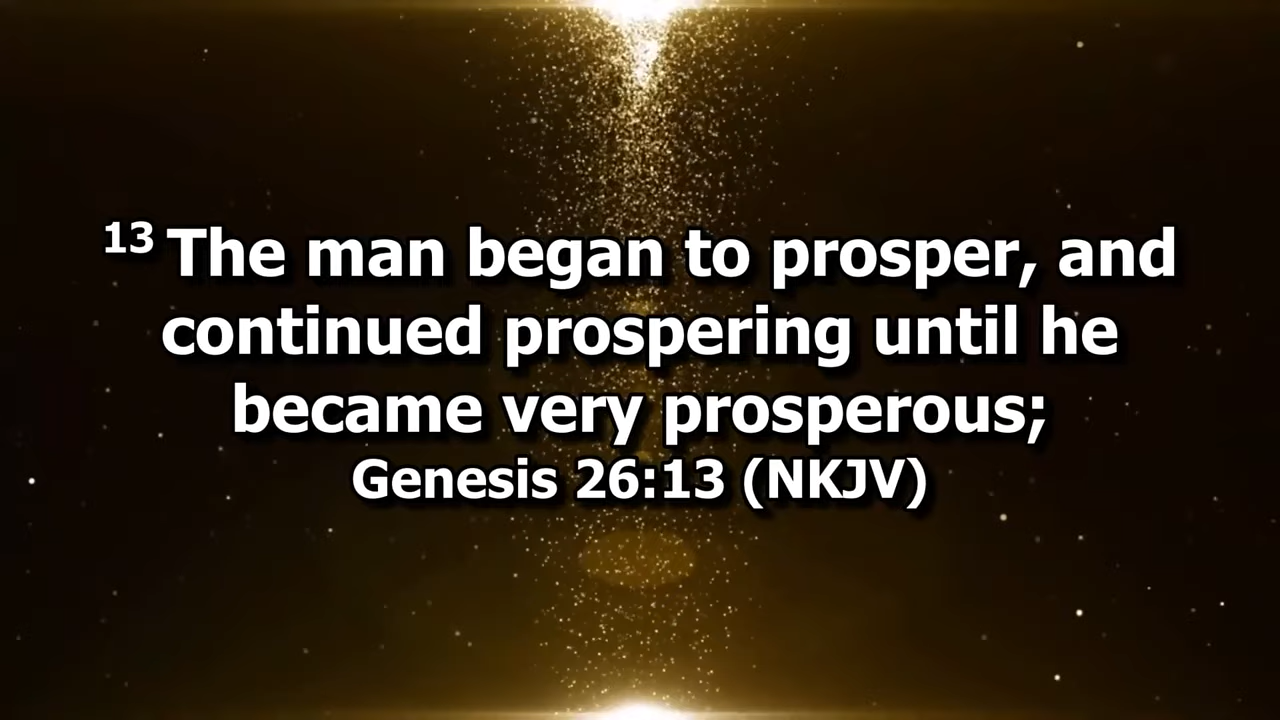 13 The man began to prosper, and
continued prospering until he
became very prosperous;
Genesis 26:13 (NKJV)